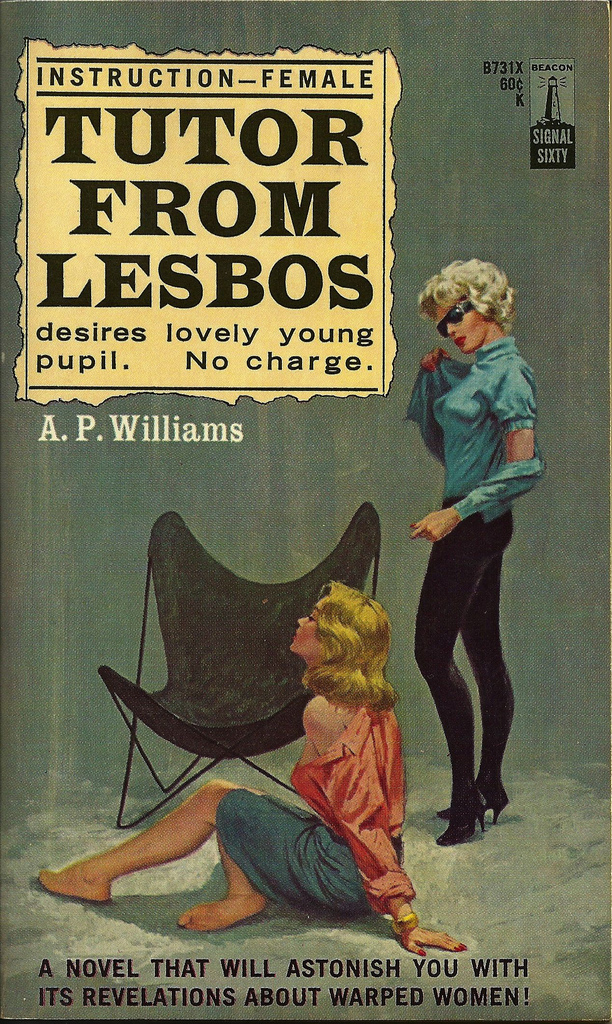 INSTRUCTION—FEMALE
TUTOR
FROM
LESBOS
desires lovely young
pupil. No charge.
A. P. Williams
B731X
60¢
K
BEACON
SIGNAL
SIXTY
A NOVEL THAT WILL ASTONISH YOU WITH
ITS REVELATIONS ABOUT WARPED WOMEN!